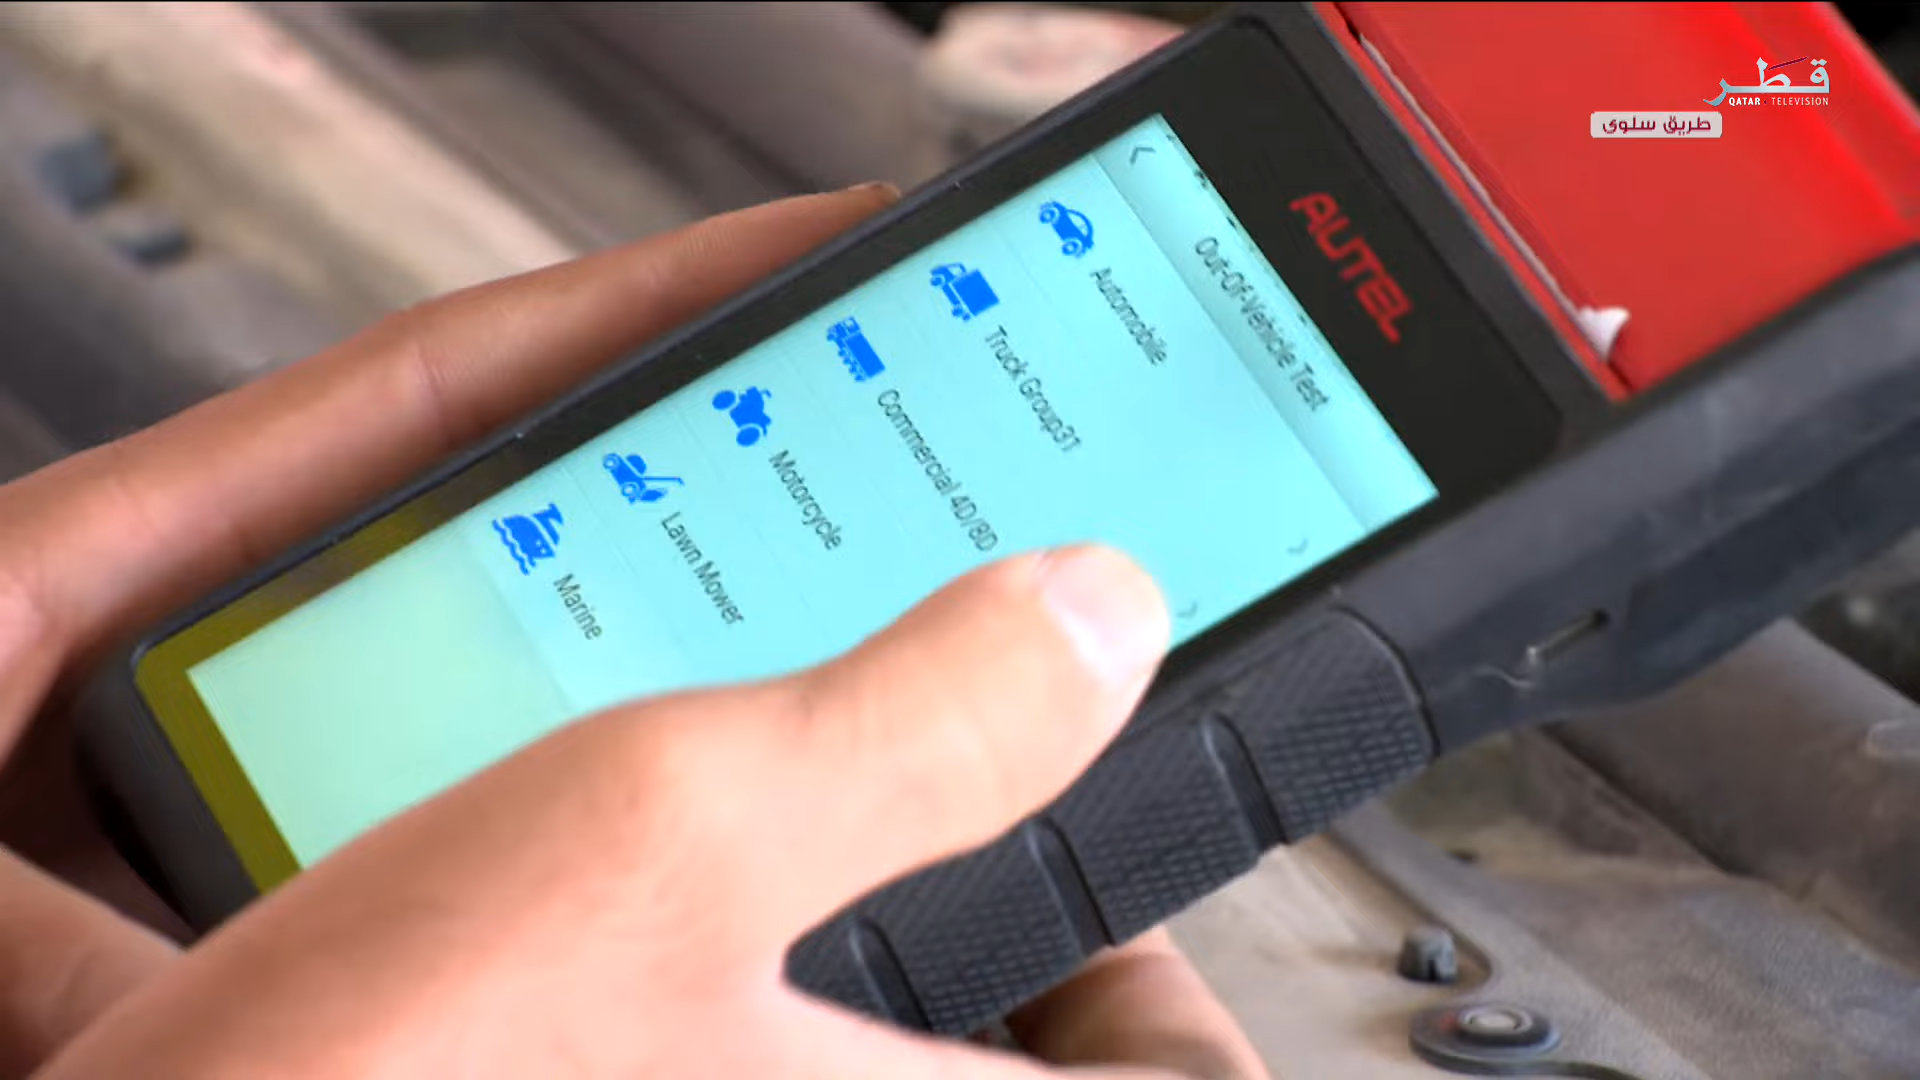 قطر
QATAR TELEVISION
طريق سلوى
AUTEL
Out-Of-Vehicle Test
Automobile
Truck Group31
Commercial 4D/8D
Motorcycle
Lawn Mower
Marine